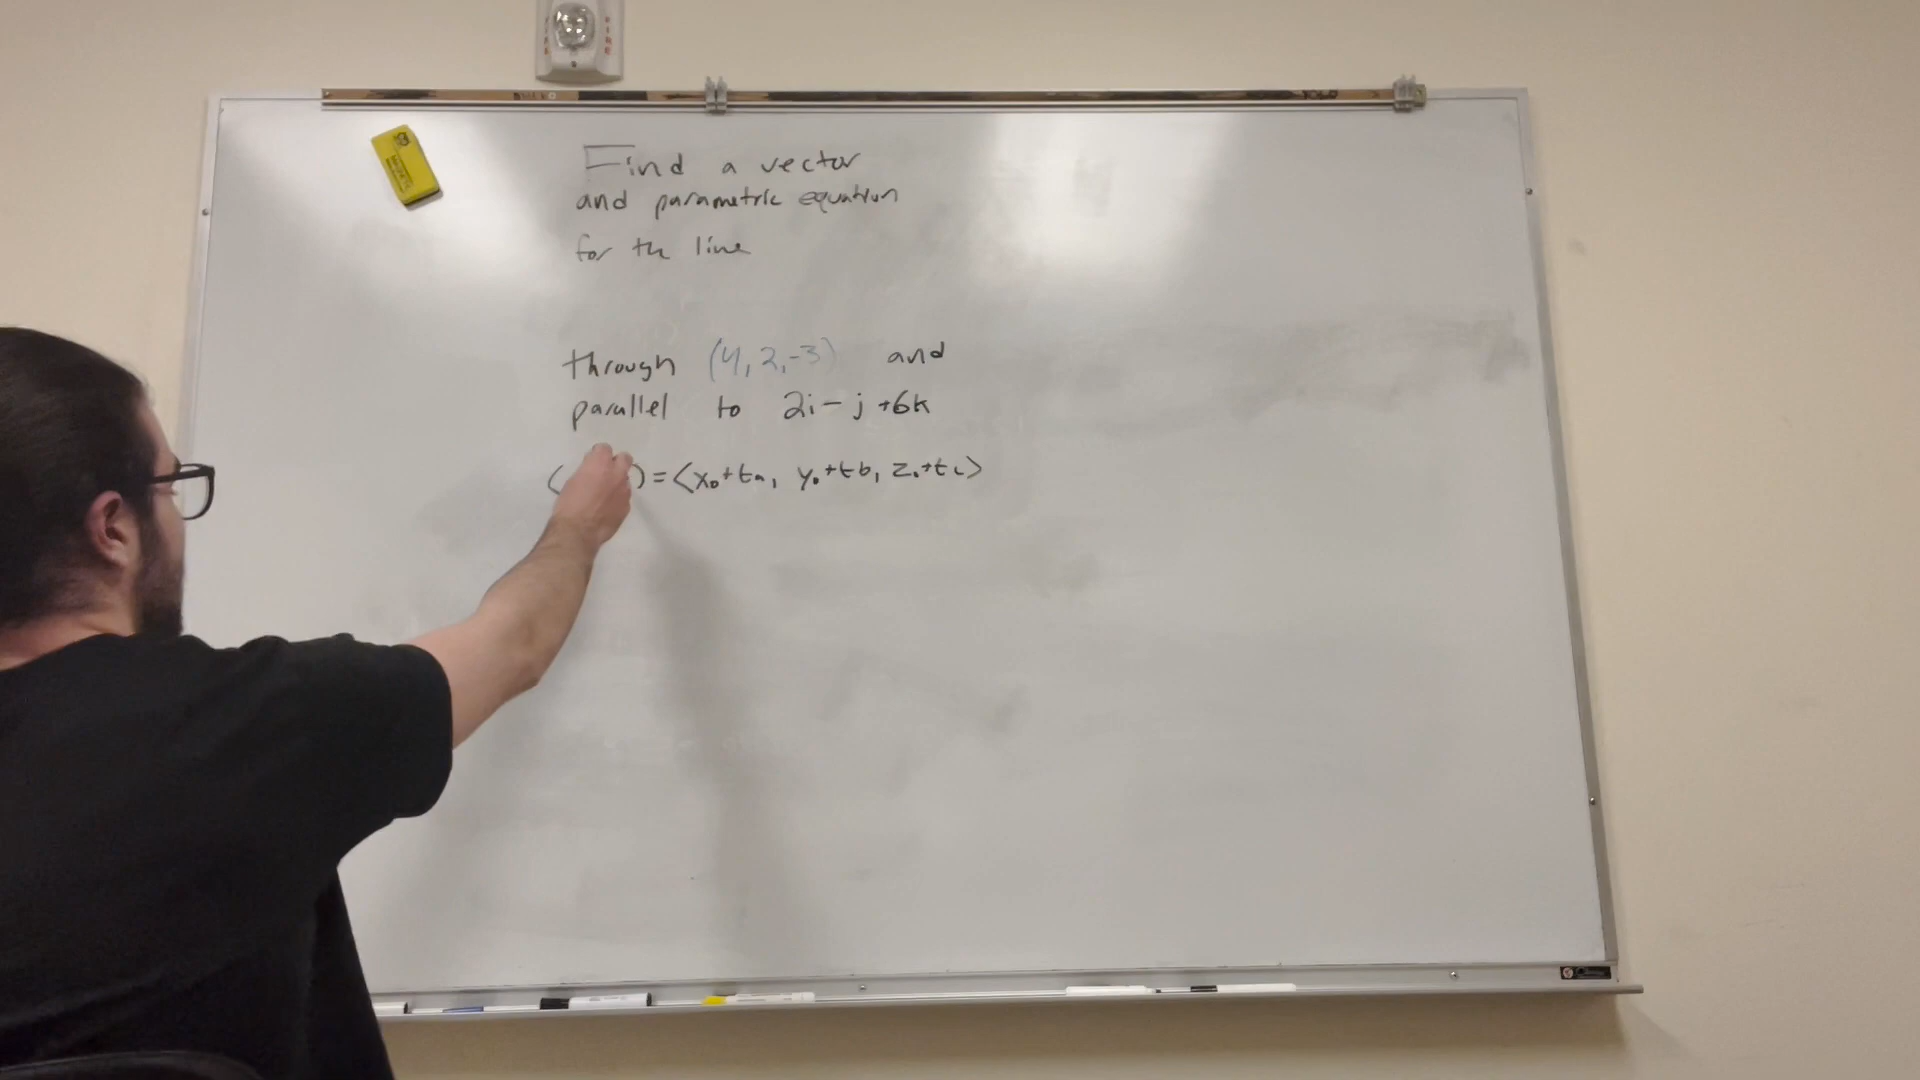 Find a vector
and parametric equation
for the line
through (4, 2, -3) and
parallel to 2i - j + 6k
⟨ ) = ⟨x₀+ta, y₀+tb, z₀+tc⟩
FIRE